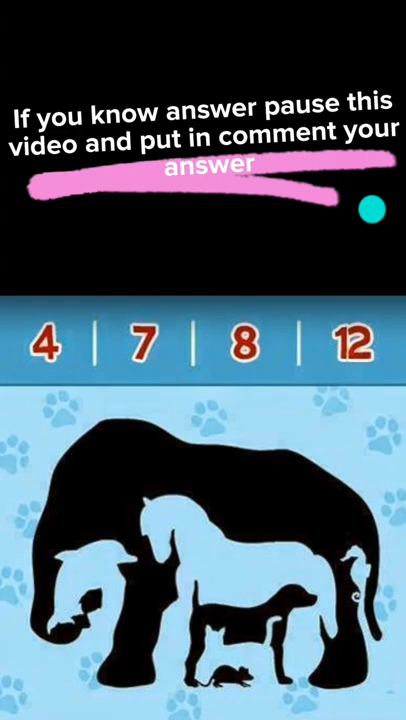 If you know answer pause this
video and put in comment your
answer
4 | 7 | 8 | 12